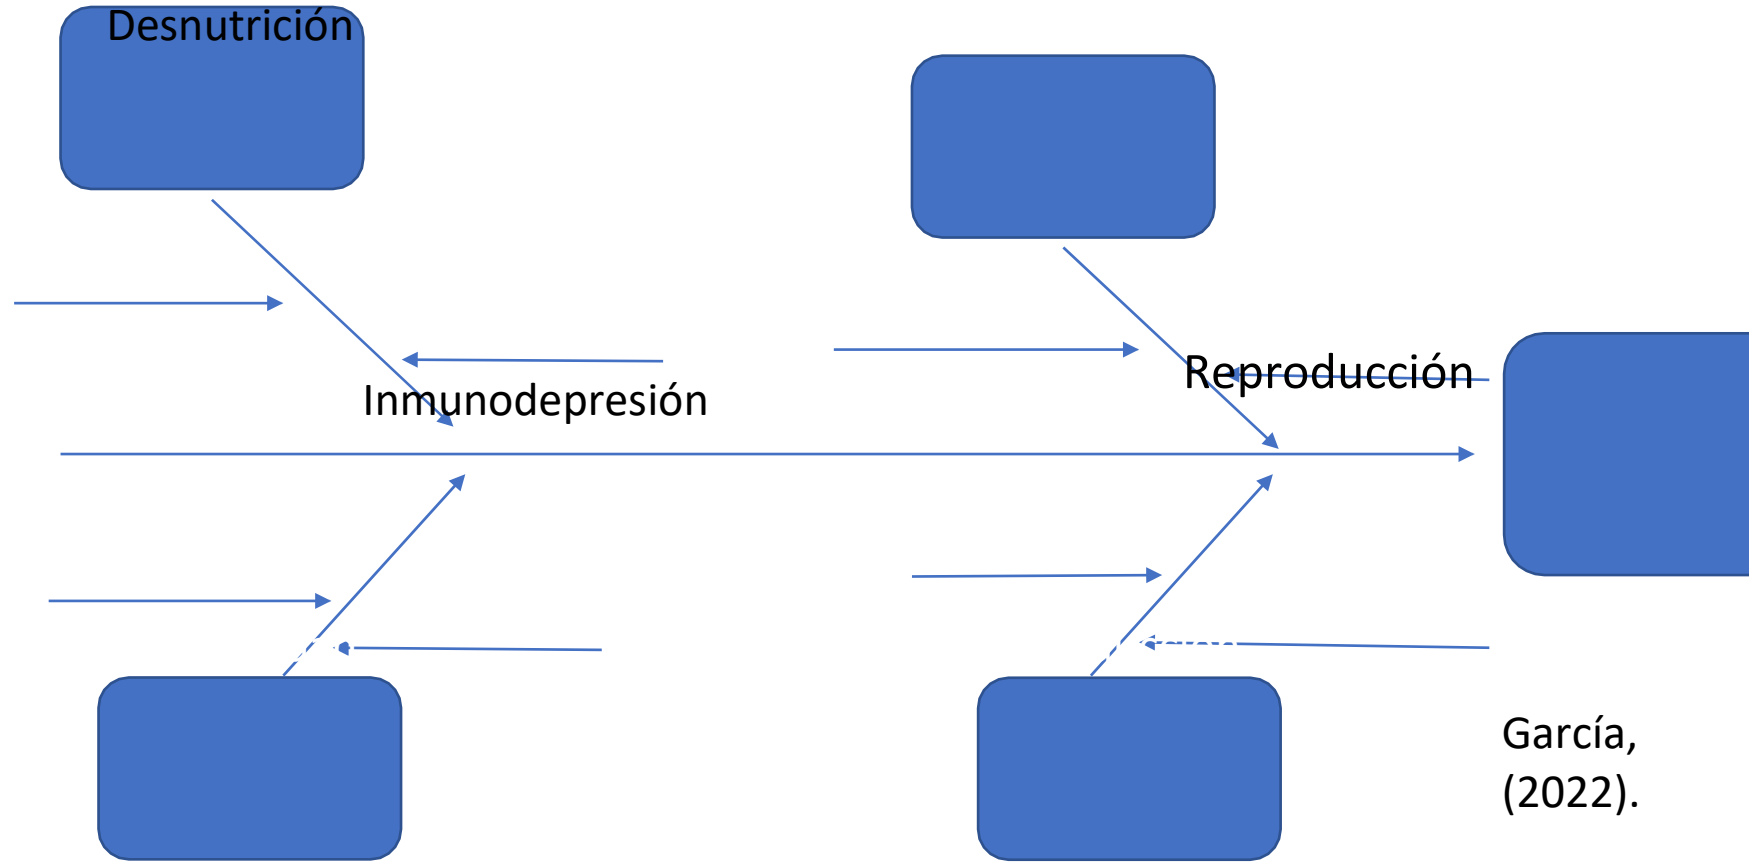 Desnutrición
Reproducción
Inmunodepresión
García,
(2022).